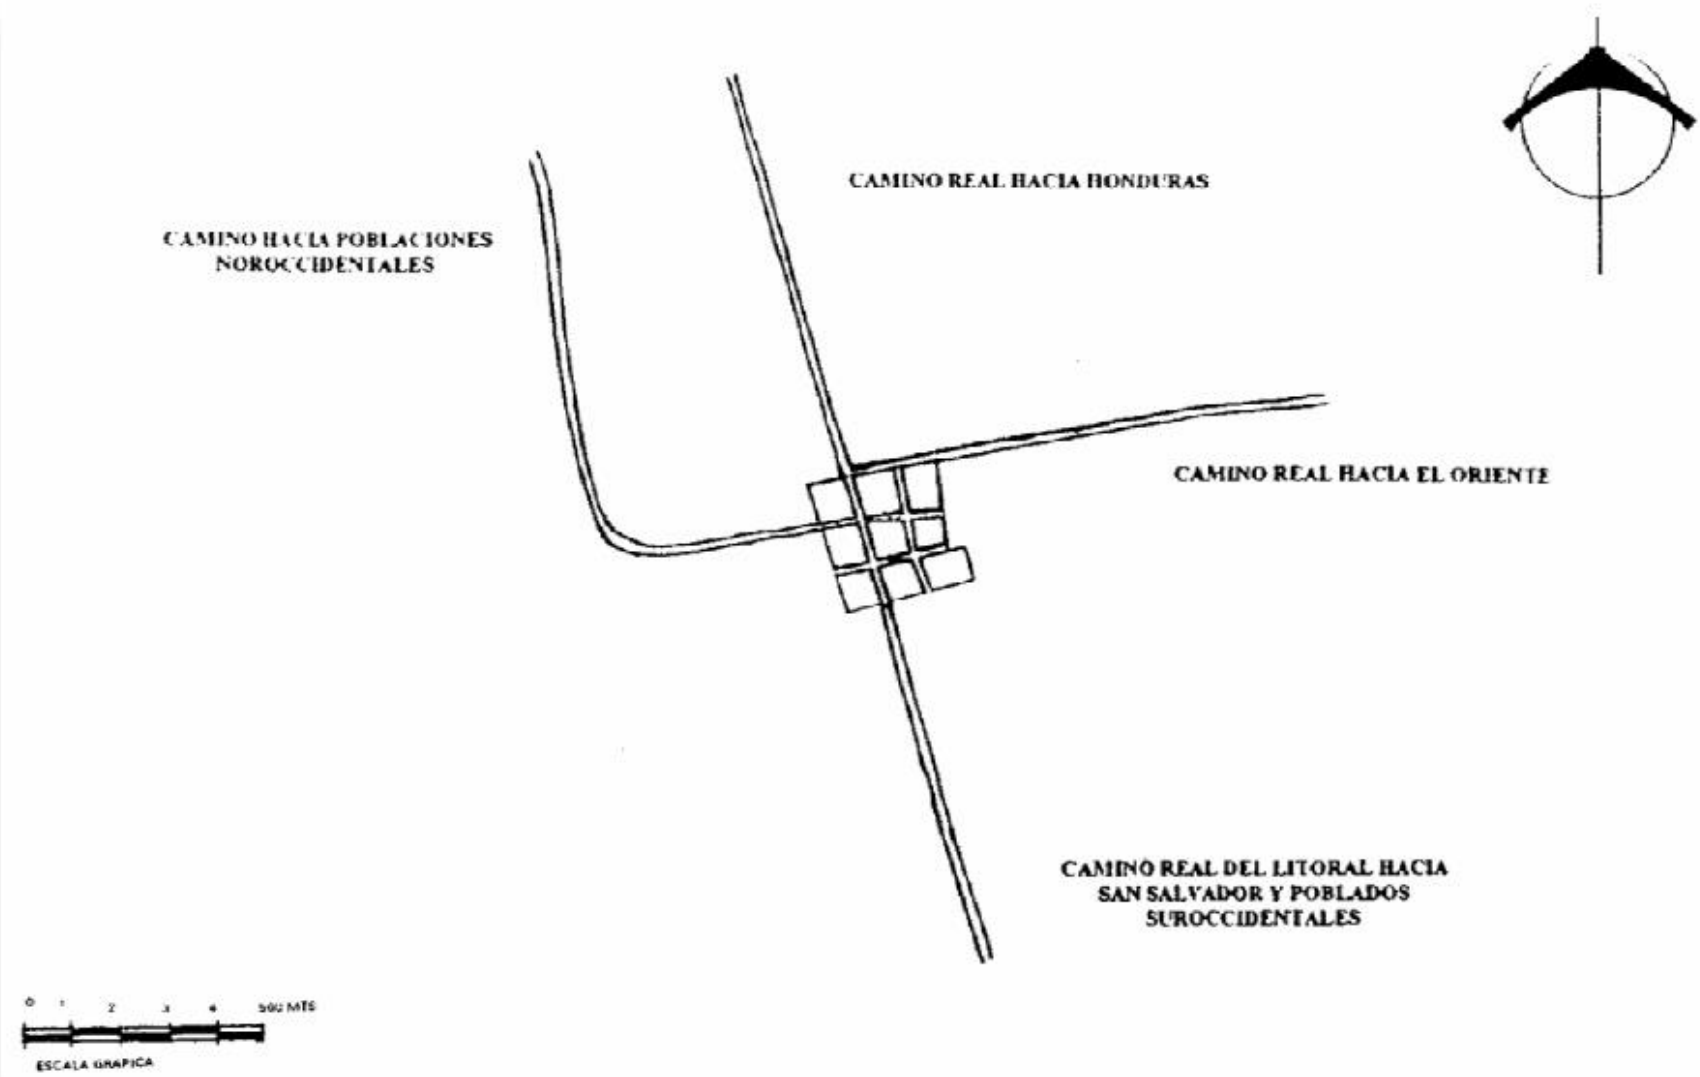 CAMINO REAL HACIA HONDURAS
CAMINO HACIA POBLACIONES
NOROCCIDENTALES
CAMINO REAL HACIA EL ORIENTE
CAMINO REAL DEL LITORAL HACIA
SAN SALVADOR Y POBLADOS
SUROCCIDENTALES
0 1 2 3 4 500 MTS
ESCALA GRAPICA